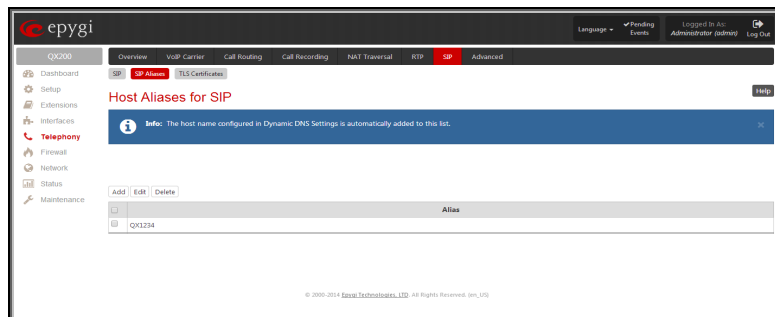 epygi
Language
Pending Events
Logged In As:
Administrator (admin)
Log Out
QX200
Overview VoIP Carrier Call Routing Call Recording NAT Traversal RTP SIP Advanced
Dashboard
Setup
Extensions
Interfaces
Telephony
Firewall
Network
Status
Maintenance
SIP SIP Aliases TLS Certificates
Host Aliases for SIP
Help
Info: The host name configured in Dynamic DNS Settings is automatically added to this list.
Add Edit Delete
Alias
QX1234
© 2000-2014 Epygi Technologies, LTD. All Rights Reserved. (en_US)